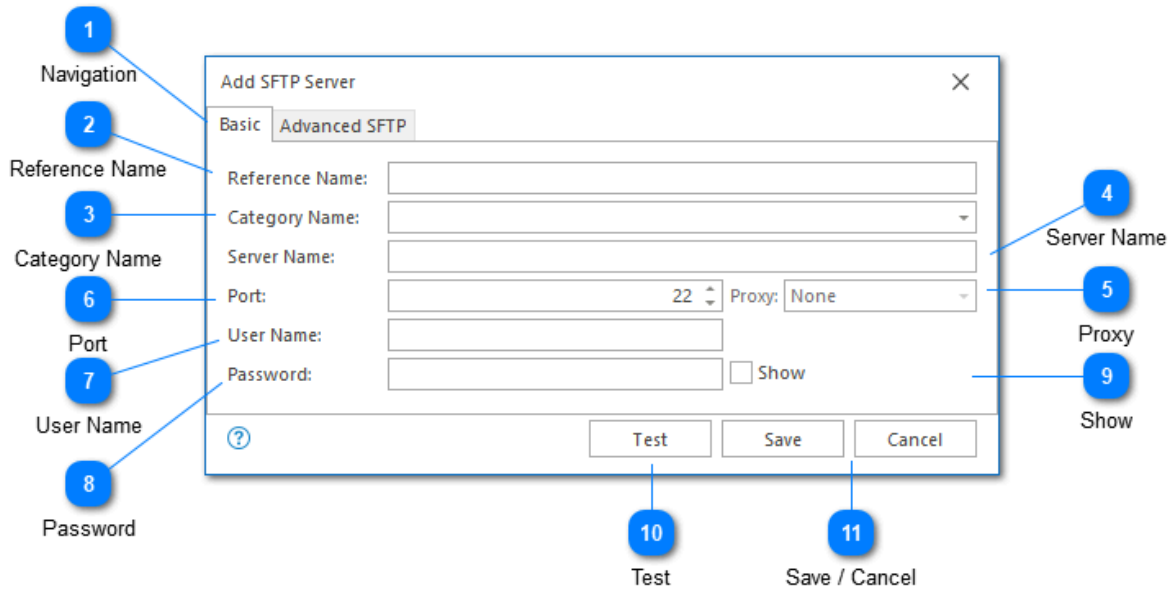 1
Navigation
2
Reference Name
3
Category Name
6
Port
7
User Name
8
Password
Add SFTP Server
Basic Advanced SFTP
Reference Name:
Category Name:
Server Name:
Port: 22 Proxy: None
User Name:
Password: Show
? Test Save Cancel
4
Server Name
5
Proxy
9
Show
10
Test
11
Save / Cancel